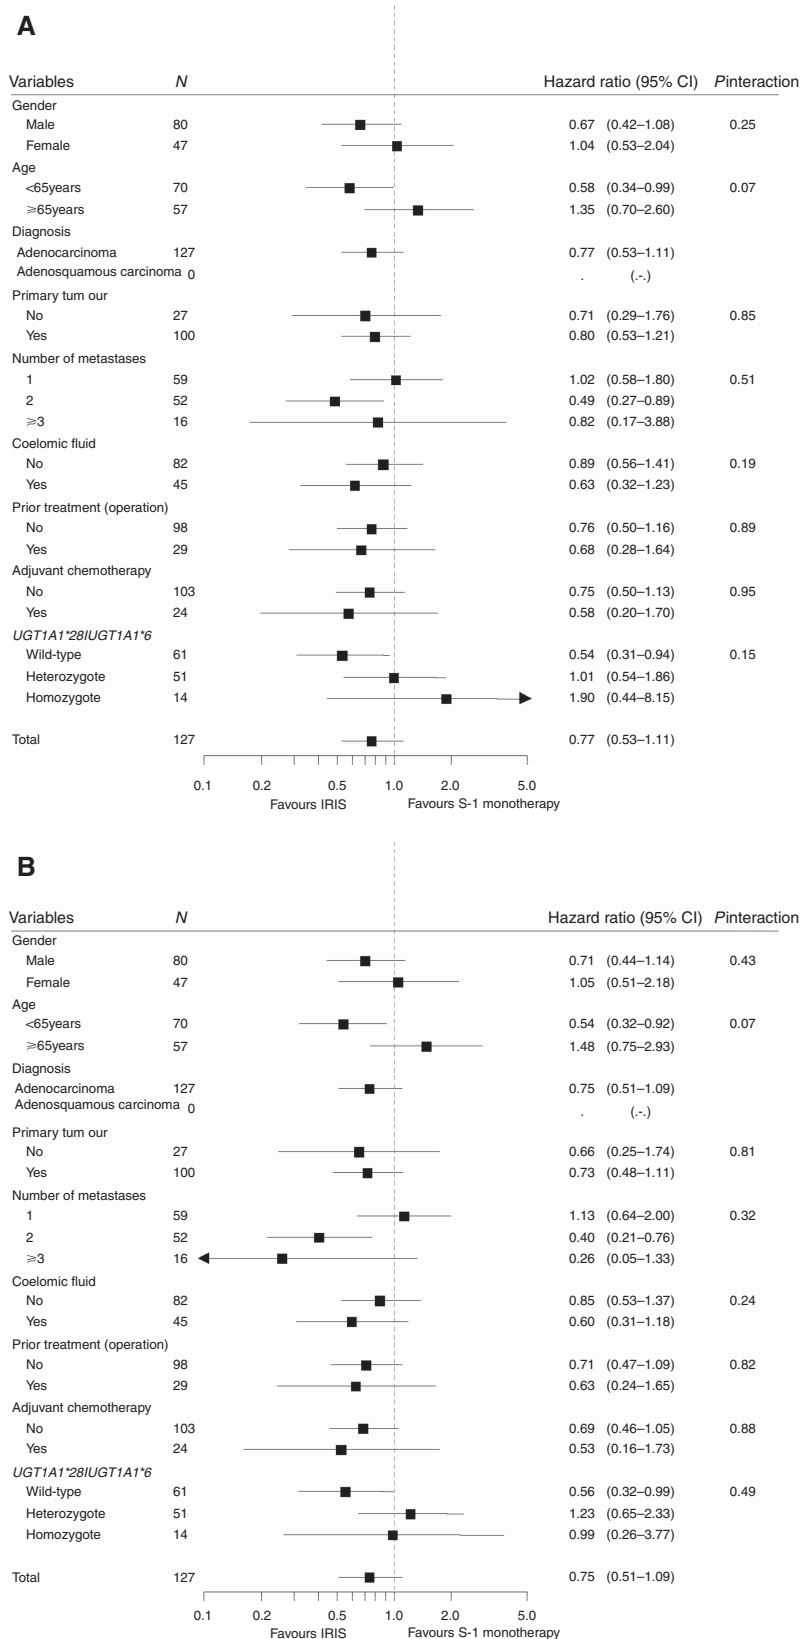 A
Variables N Hazard ratio (95% CI) Pinteraction
Gender
Male 80 0.67 (0.42–1.08) 0.25
Female 47 1.04 (0.53–2.04)
Age
<65years 70 0.58 (0.34–0.99) 0.07
⩾65years 57 1.35 (0.70–2.60)
Diagnosis
Adenocarcinoma 127 0.77 (0.53–1.11)
Adenosquamous carcinoma 0 . (.-.)
Primary tum our
No 27 0.71 (0.29–1.76) 0.85
Yes 100 0.80 (0.53–1.21)
Number of metastases
1 59 1.02 (0.58–1.80) 0.51
2 52 0.49 (0.27–0.89)
⩾3 16 0.82 (0.17–3.88)
Coelomic fluid
No 82 0.89 (0.56–1.41) 0.19
Yes 45 0.63 (0.32–1.23)
Prior treatment (operation)
No 98 0.76 (0.50–1.16) 0.89
Yes 29 0.68 (0.28–1.64)
Adjuvant chemotherapy
No 103 0.75 (0.50–1.13) 0.95
Yes 24 0.58 (0.20–1.70)
UGT1A1*28IUGT1A1*6
Wild-type 61 0.54 (0.31–0.94) 0.15
Heterozygote 51 1.01 (0.54–1.86)
Homozygote 14 1.90 (0.44–8.15)
Total 127 0.77 (0.53–1.11)
0.1 0.2 0.5 1.0 2.0 5.0
Favours IRIS Favours S-1 monotherapy
B
Variables N Hazard ratio (95% CI) Pinteraction
Gender
Male 80 0.71 (0.44–1.14) 0.43
Female 47 1.05 (0.51–2.18)
Age
<65years 70 0.54 (0.32–0.92) 0.07
⩾65years 57 1.48 (0.75–2.93)
Diagnosis
Adenocarcinoma 127 0.75 (0.51–1.09)
Adenosquamous carcinoma 0 . (.-.)
Primary tum our
No 27 0.66 (0.25–1.74) 0.81
Yes 100 0.73 (0.48–1.11)
Number of metastases
1 59 1.13 (0.64–2.00) 0.32
2 52 0.40 (0.21–0.76)
⩾3 16 0.26 (0.05–1.33)
Coelomic fluid
No 82 0.85 (0.53–1.37) 0.24
Yes 45 0.60 (0.31–1.18)
Prior treatment (operation)
No 98 0.71 (0.47–1.09) 0.82
Yes 29 0.63 (0.24–1.65)
Adjuvant chemotherapy
No 103 0.69 (0.46–1.05) 0.88
Yes 24 0.53 (0.16–1.73)
UGT1A1*28IUGT1A1*6
Wild-type 61 0.56 (0.32–0.99) 0.49
Heterozygote 51 1.23 (0.65–2.33)
Homozygote 14 0.99 (0.26–3.77)
Total 127 0.75 (0.51–1.09)
0.1 0.2 0.5 1.0 2.0 5.0
Favours IRIS Favours S-1 monotherapy